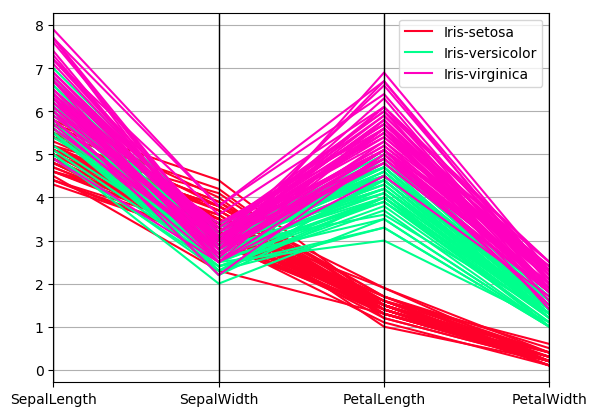 8
Iris-setosa
Iris-versicolor
7
Iris-virginica
6
5
4
3
2
1
0
SepalLength SepalWidth PetalLength PetalWidth